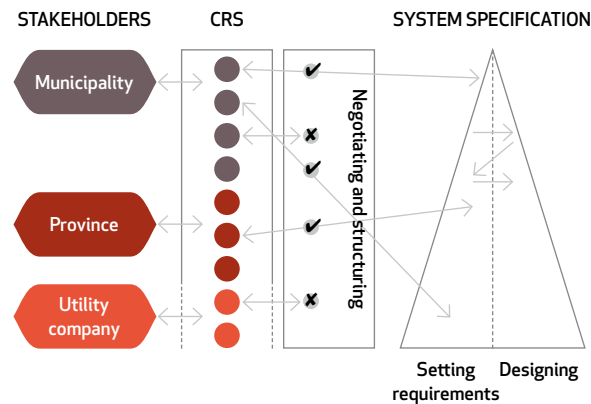 STAKEHOLDERS
CRS
SYSTEM SPECIFICATION
Municipality
Province
Utility
company
Negotiating and structuring
Setting
requirements
Designing